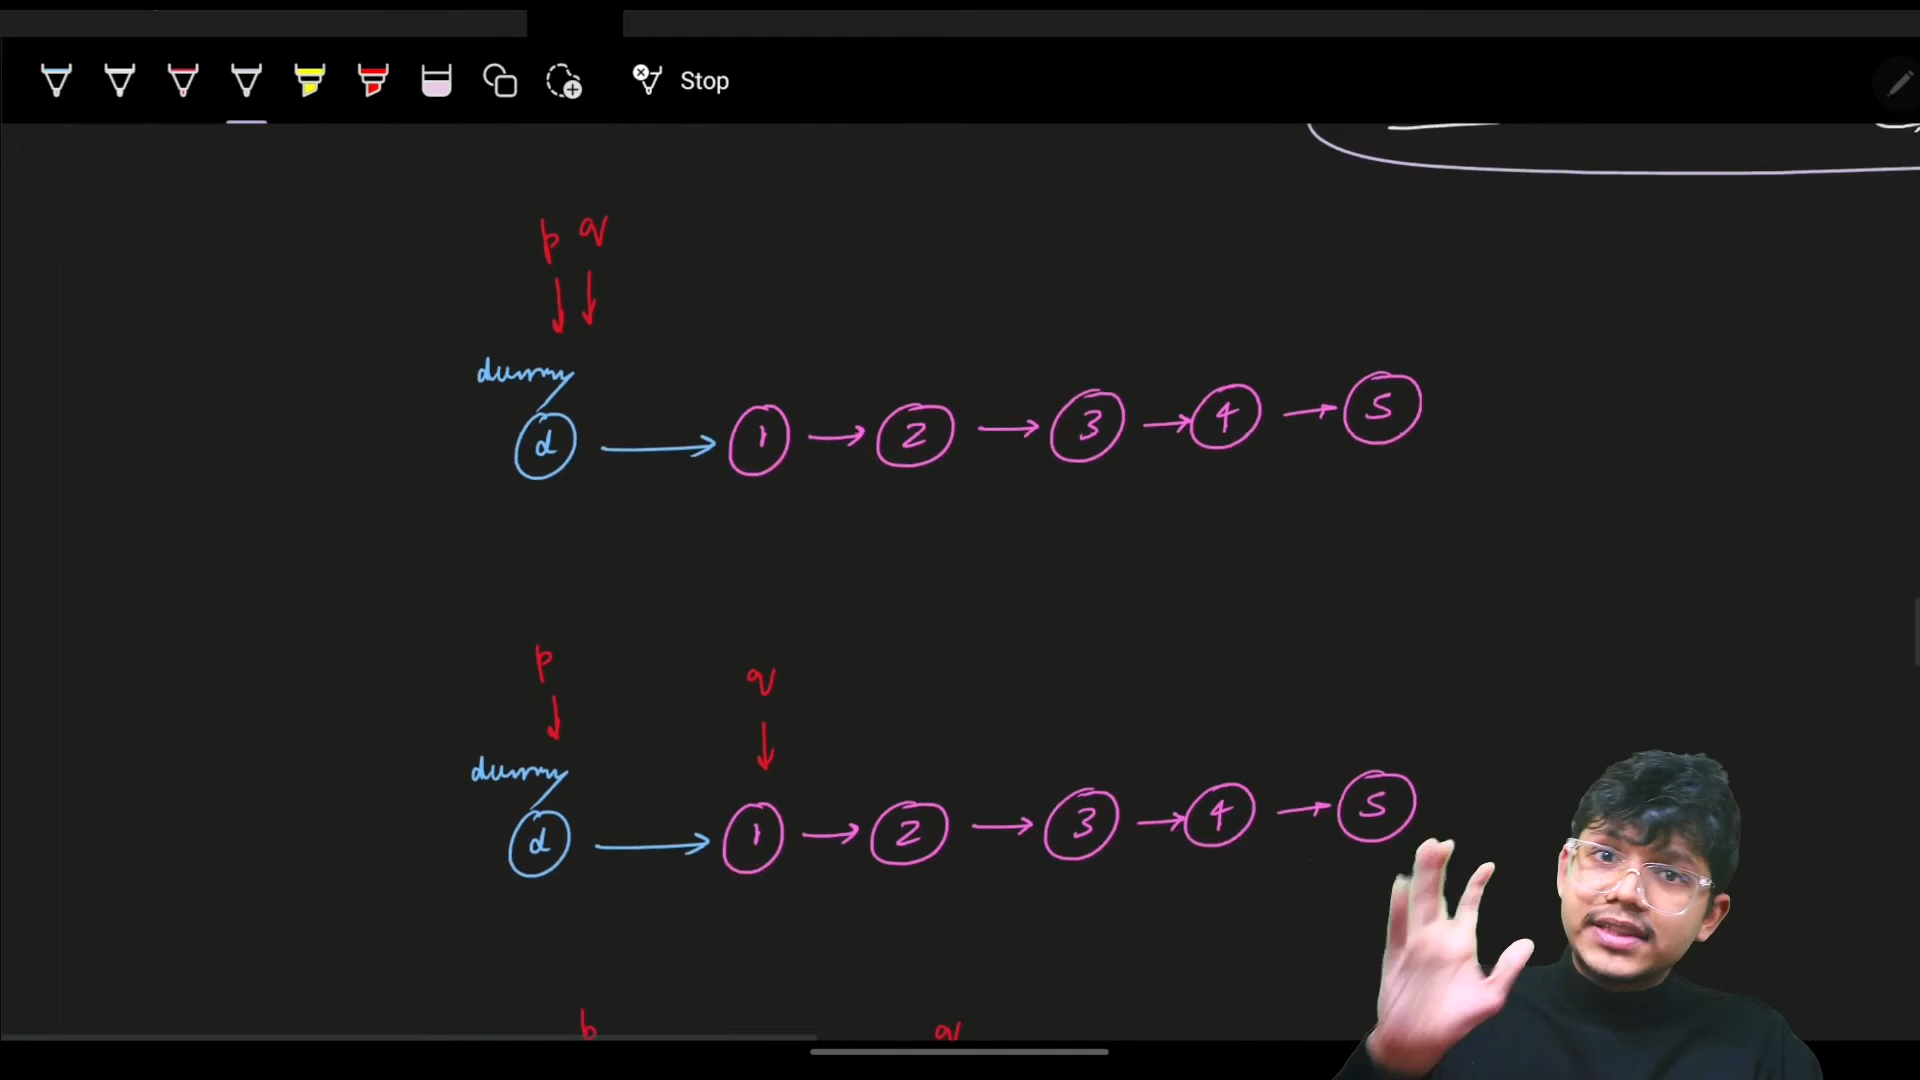 Stop
p q
dummy
d → 1 → 2 → 3 → 4 → 5
p q
dummy
d → 1 → 2 → 3 → 4 → 5
p q